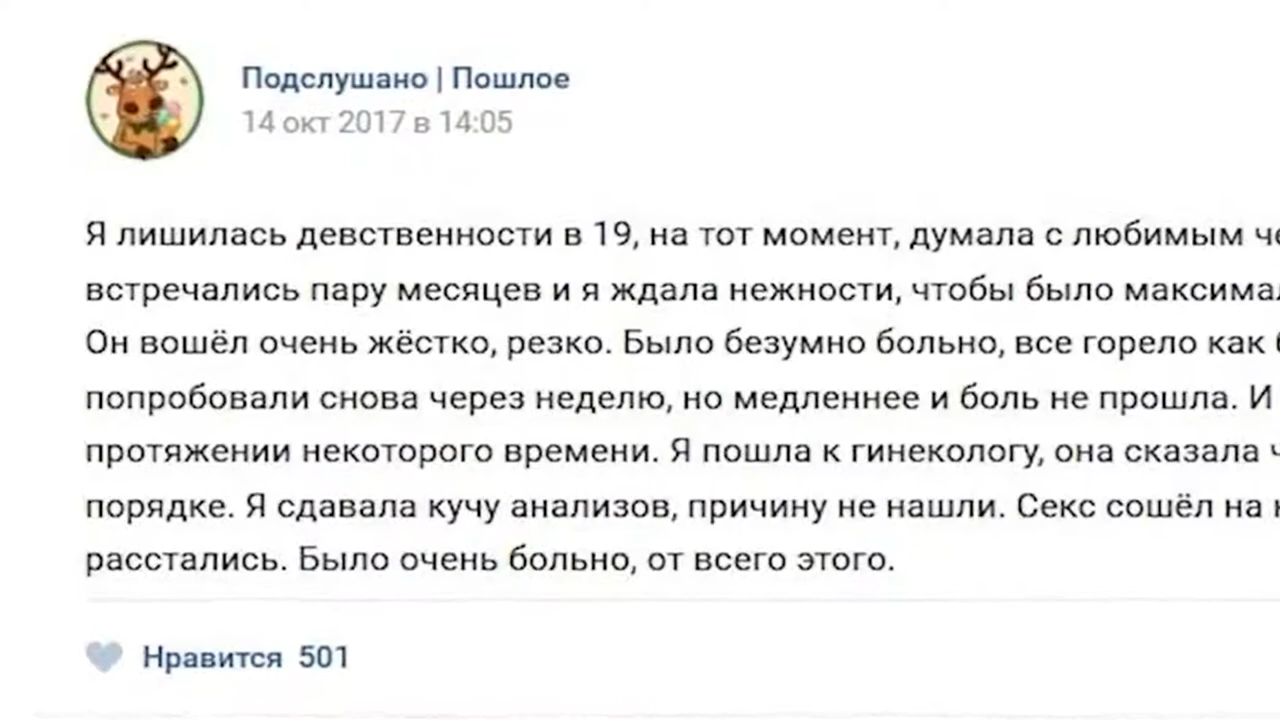 Подслушано | Пошлое
14 окт 2017 в 14:05
Я лишилась девственности в 19, на тот момент, думала с любимым
встречались пару месяцев и я ждала нежности, чтобы было
Он вошёл очень жёстко, резко. Было безумно больно, все горело как
попробовали снова через неделю, но медленнее и боль не прошла. И
протяжении некоторого времени. Я пошла к гинекологу, она сказала
порядке. Я сдавала кучу анализов, причину не нашли. Секс сошёл на
расстались. Было очень больно, от всего этого.
Нравится 501